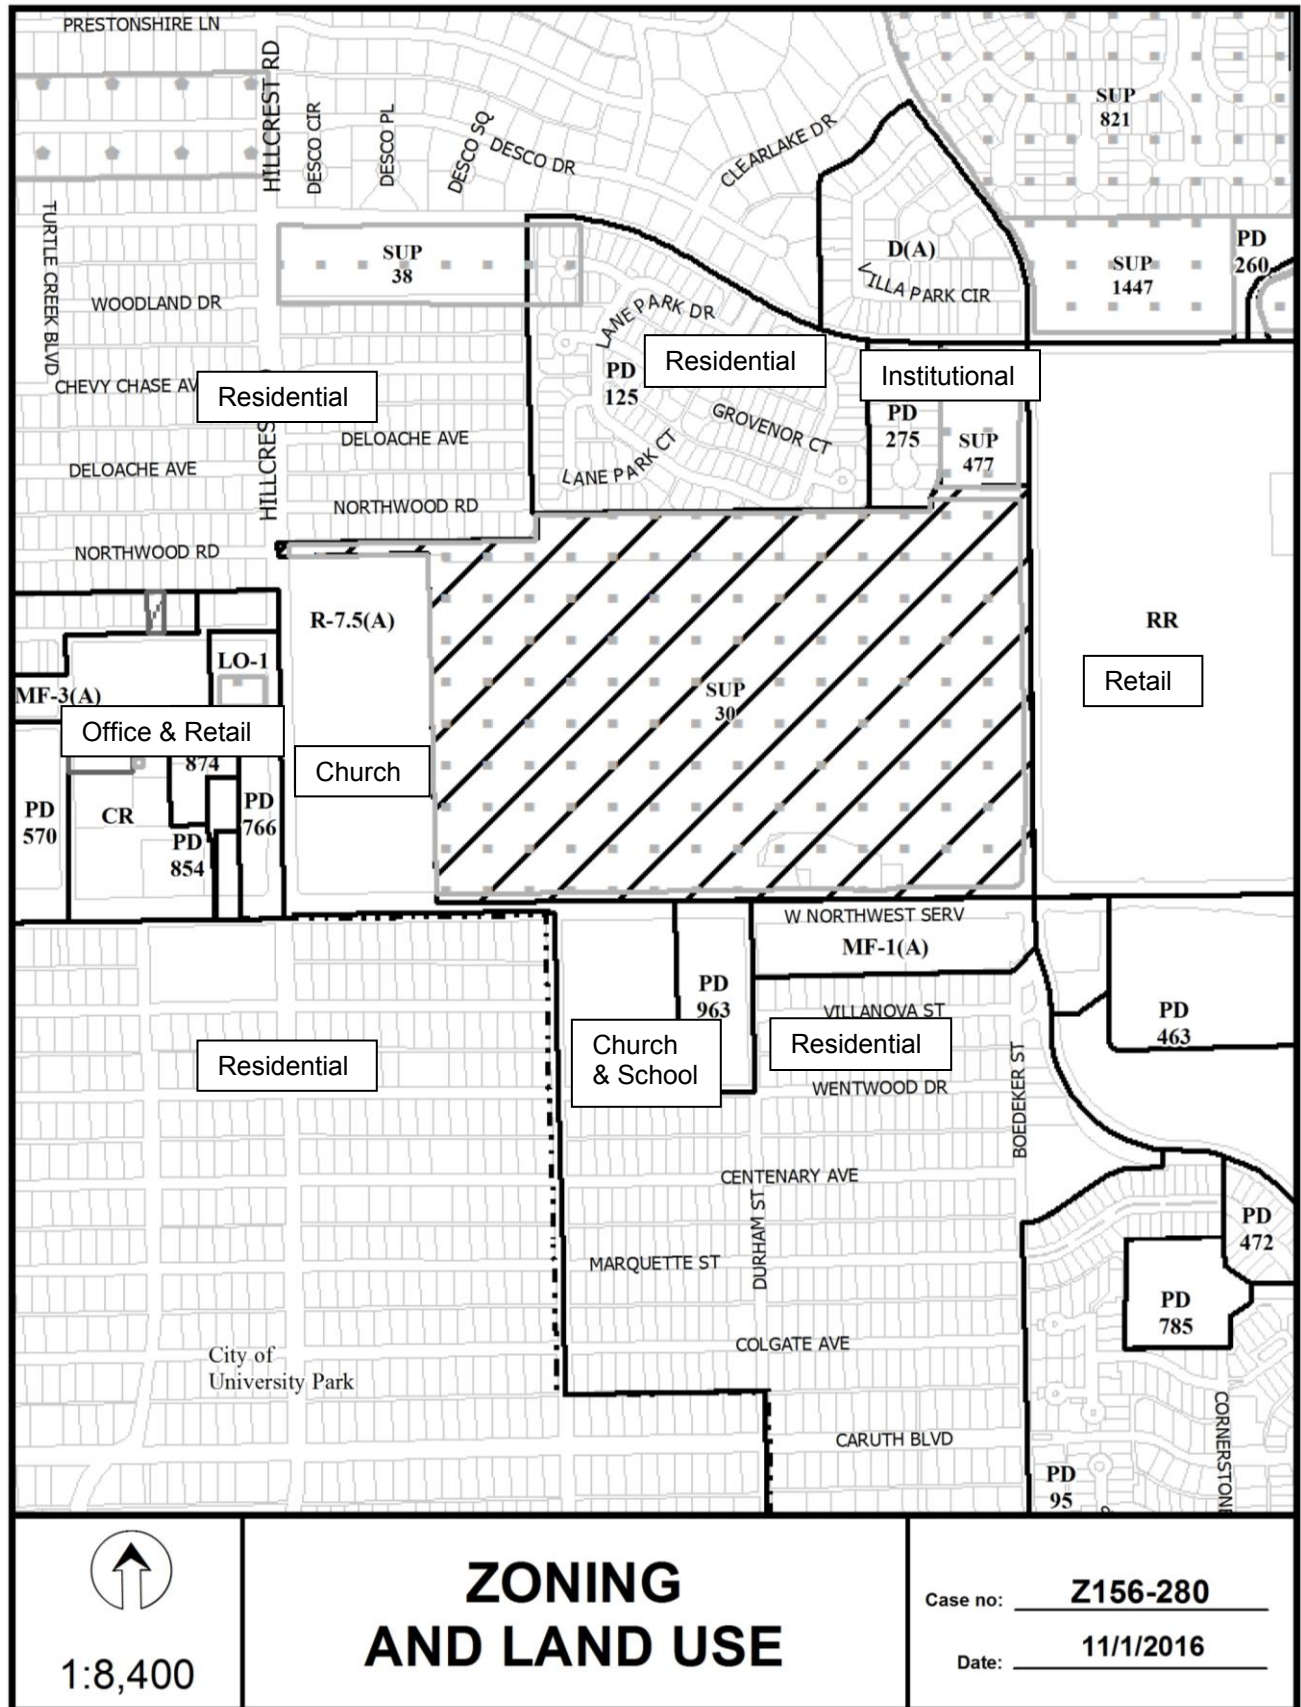 PRESTONSHIRE LN
HILLCREST RD
DESCO CIR
DESCO PL
DESCO SQ
DESCO DR
CLEARLAKE DR
SUP
821
TURTLE CREEK BLVD
SUP
38
D(A)
VILLA PARK CIR
SUP
1447
PD
260
WOODLAND DR
LANE PARK DR
CHEVY CHASE AV
Residential
PD
125
Residential
Institutional
GROVENOR CT
PD
275
SUP
477
DELOACHE AVE
DELOACHE AVE
LANE PARK CT
HILLCRES
NORTHWOOD RD
NORTHWOOD RD
R-7.5(A)
RR
LO-1
MF-3(A)
SUP
30
Retail
Office & Retail
Church
874
PD
570
CR
PD
766
PD
854
W NORTHWEST SERV
MF-1(A)
PD
963
VILLANOVA ST
PD
463
Residential
Church
& School
Residential
WENTWOOD DR
BOEDEKER ST
CENTENARY AVE
DURHAM ST
MARQUETTE ST
PD
472
PD
785
COLGATE AVE
City of
University Park
CARUTH BLVD
CORNERSTON
PD
95
1:8,400
ZONING
AND LAND USE
Case no: Z156-280
Date: 11/1/2016